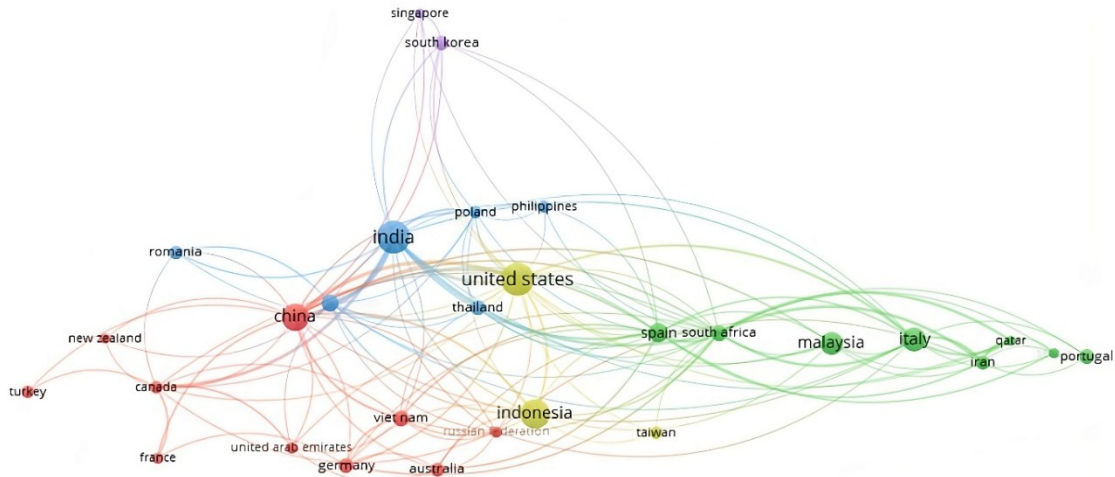 singapore
south korea
poland
philippines
india
romania
united states
thailand
china
spain
south africa
new zealand
malaysia
italy
qatar
iran
portugal
canada
turkey
indonesia
viet nam
russian federation
taiwan
united arab emirates
france
germany
australia